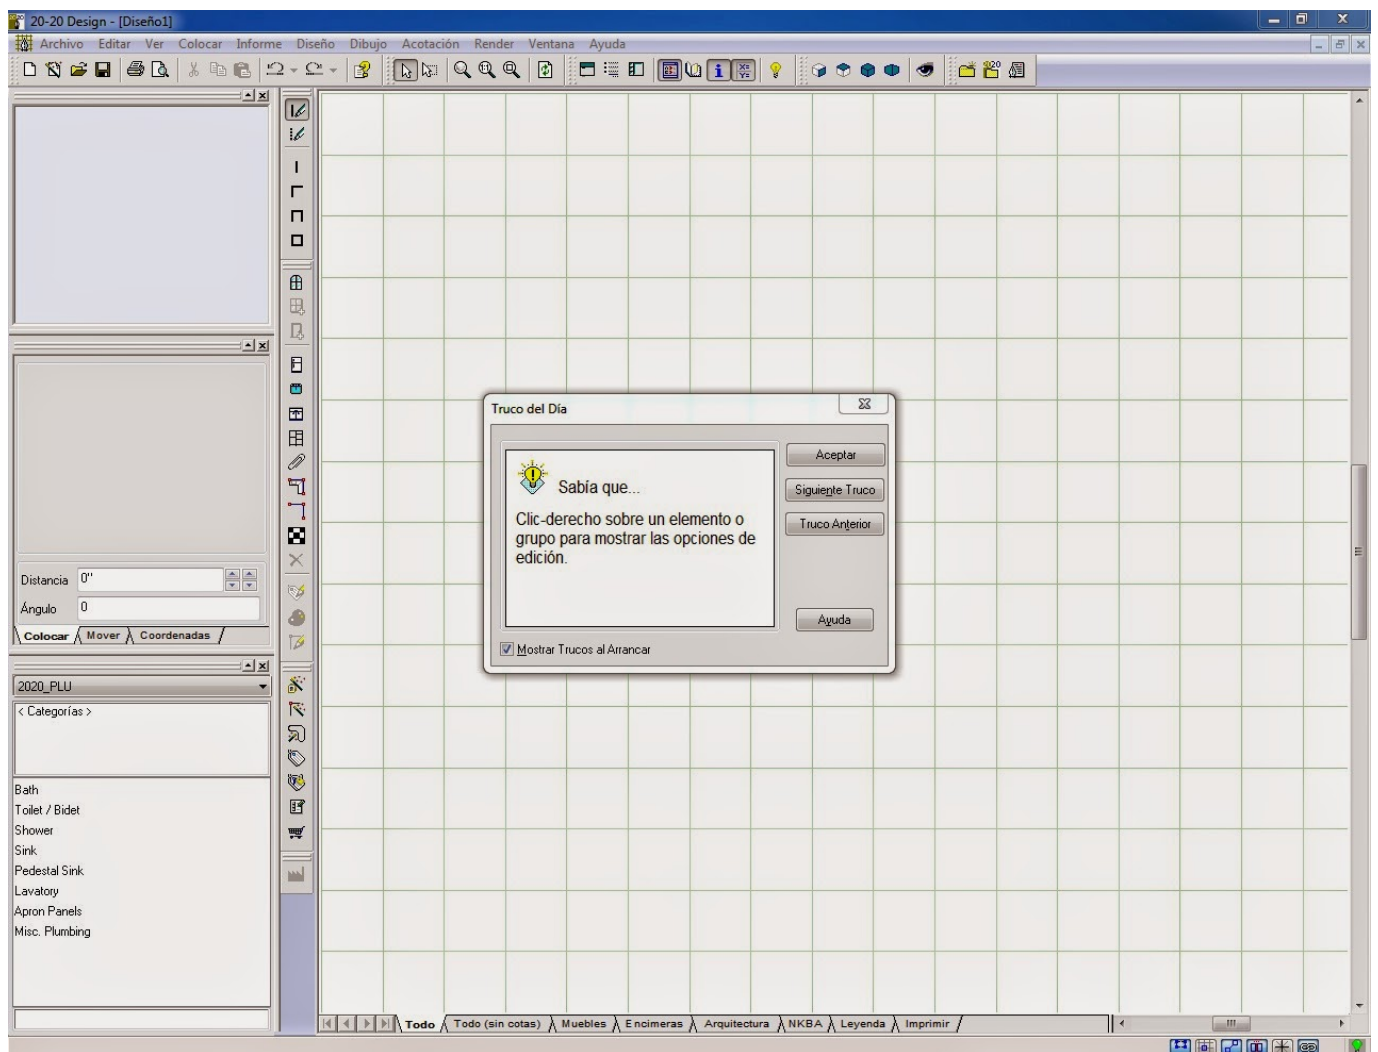 20-20 Design - [Diseño1]
Archivo Editar Ver Colocar Informe Diseño Dibujo Acotación Render Ventana Ayuda
Truco del Día
Sabía que...
Clic-derecho sobre un elemento o
grupo para mostrar las opciones de
edición.
Aceptar
Siguiente Truco
Truco Anterior
Ayuda
Mostrar Trucos al Arrancar
Distancia 0''
Ángulo 0
Colocar Mover Coordenadas
2020_PLU
< Categorías >
Bath
Toilet / Bidet
Shower
Sink
Pedestal Sink
Lavatory
Apron Panels
Misc. Plumbing
Todo Todo (sin cotas) Muebles Encimeras Arquitectura NKBA Leyenda Imprimir